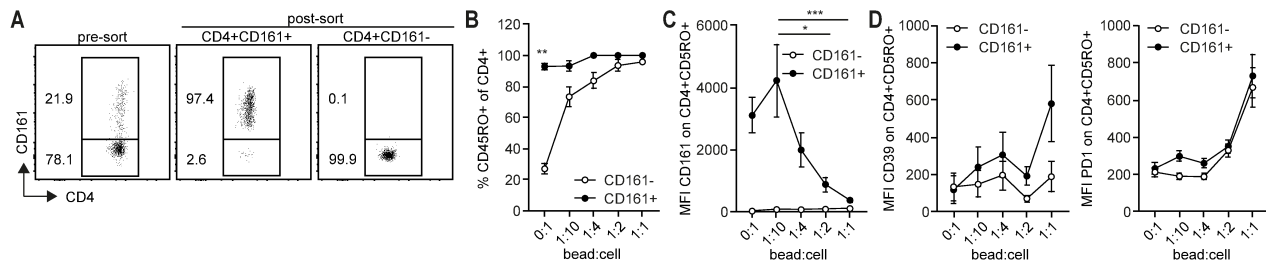 A
pre-sort
post-sort
CD4+CD161+
CD4+CD161-
21.9
78.1
97.4
2.6
0.1
99.9
CD161
CD4
B
% CD45RO+ of CD4+
120
100
80
60
40
20
0
**
CD161-
CD161+
0:1
1:10
1:4
1:2
1:1
bead:cell
C
MFI CD161 on CD4+CD5RO+
6000
4000
2000
0
***
*
CD161-
CD161+
0:1
1:10
1:4
1:2
1:1
bead:cell
D
MFI CD39 on CD4+CD5RO+
1000
800
600
400
200
0
CD161-
CD161+
0:1
1:10
1:4
1:2
1:1
bead:cell
MFI PD1 on CD4+CD5RO+
1000
800
600
400
200
0
CD161-
CD161+
0:1
1:10
1:4
1:2
1:1
bead:cell